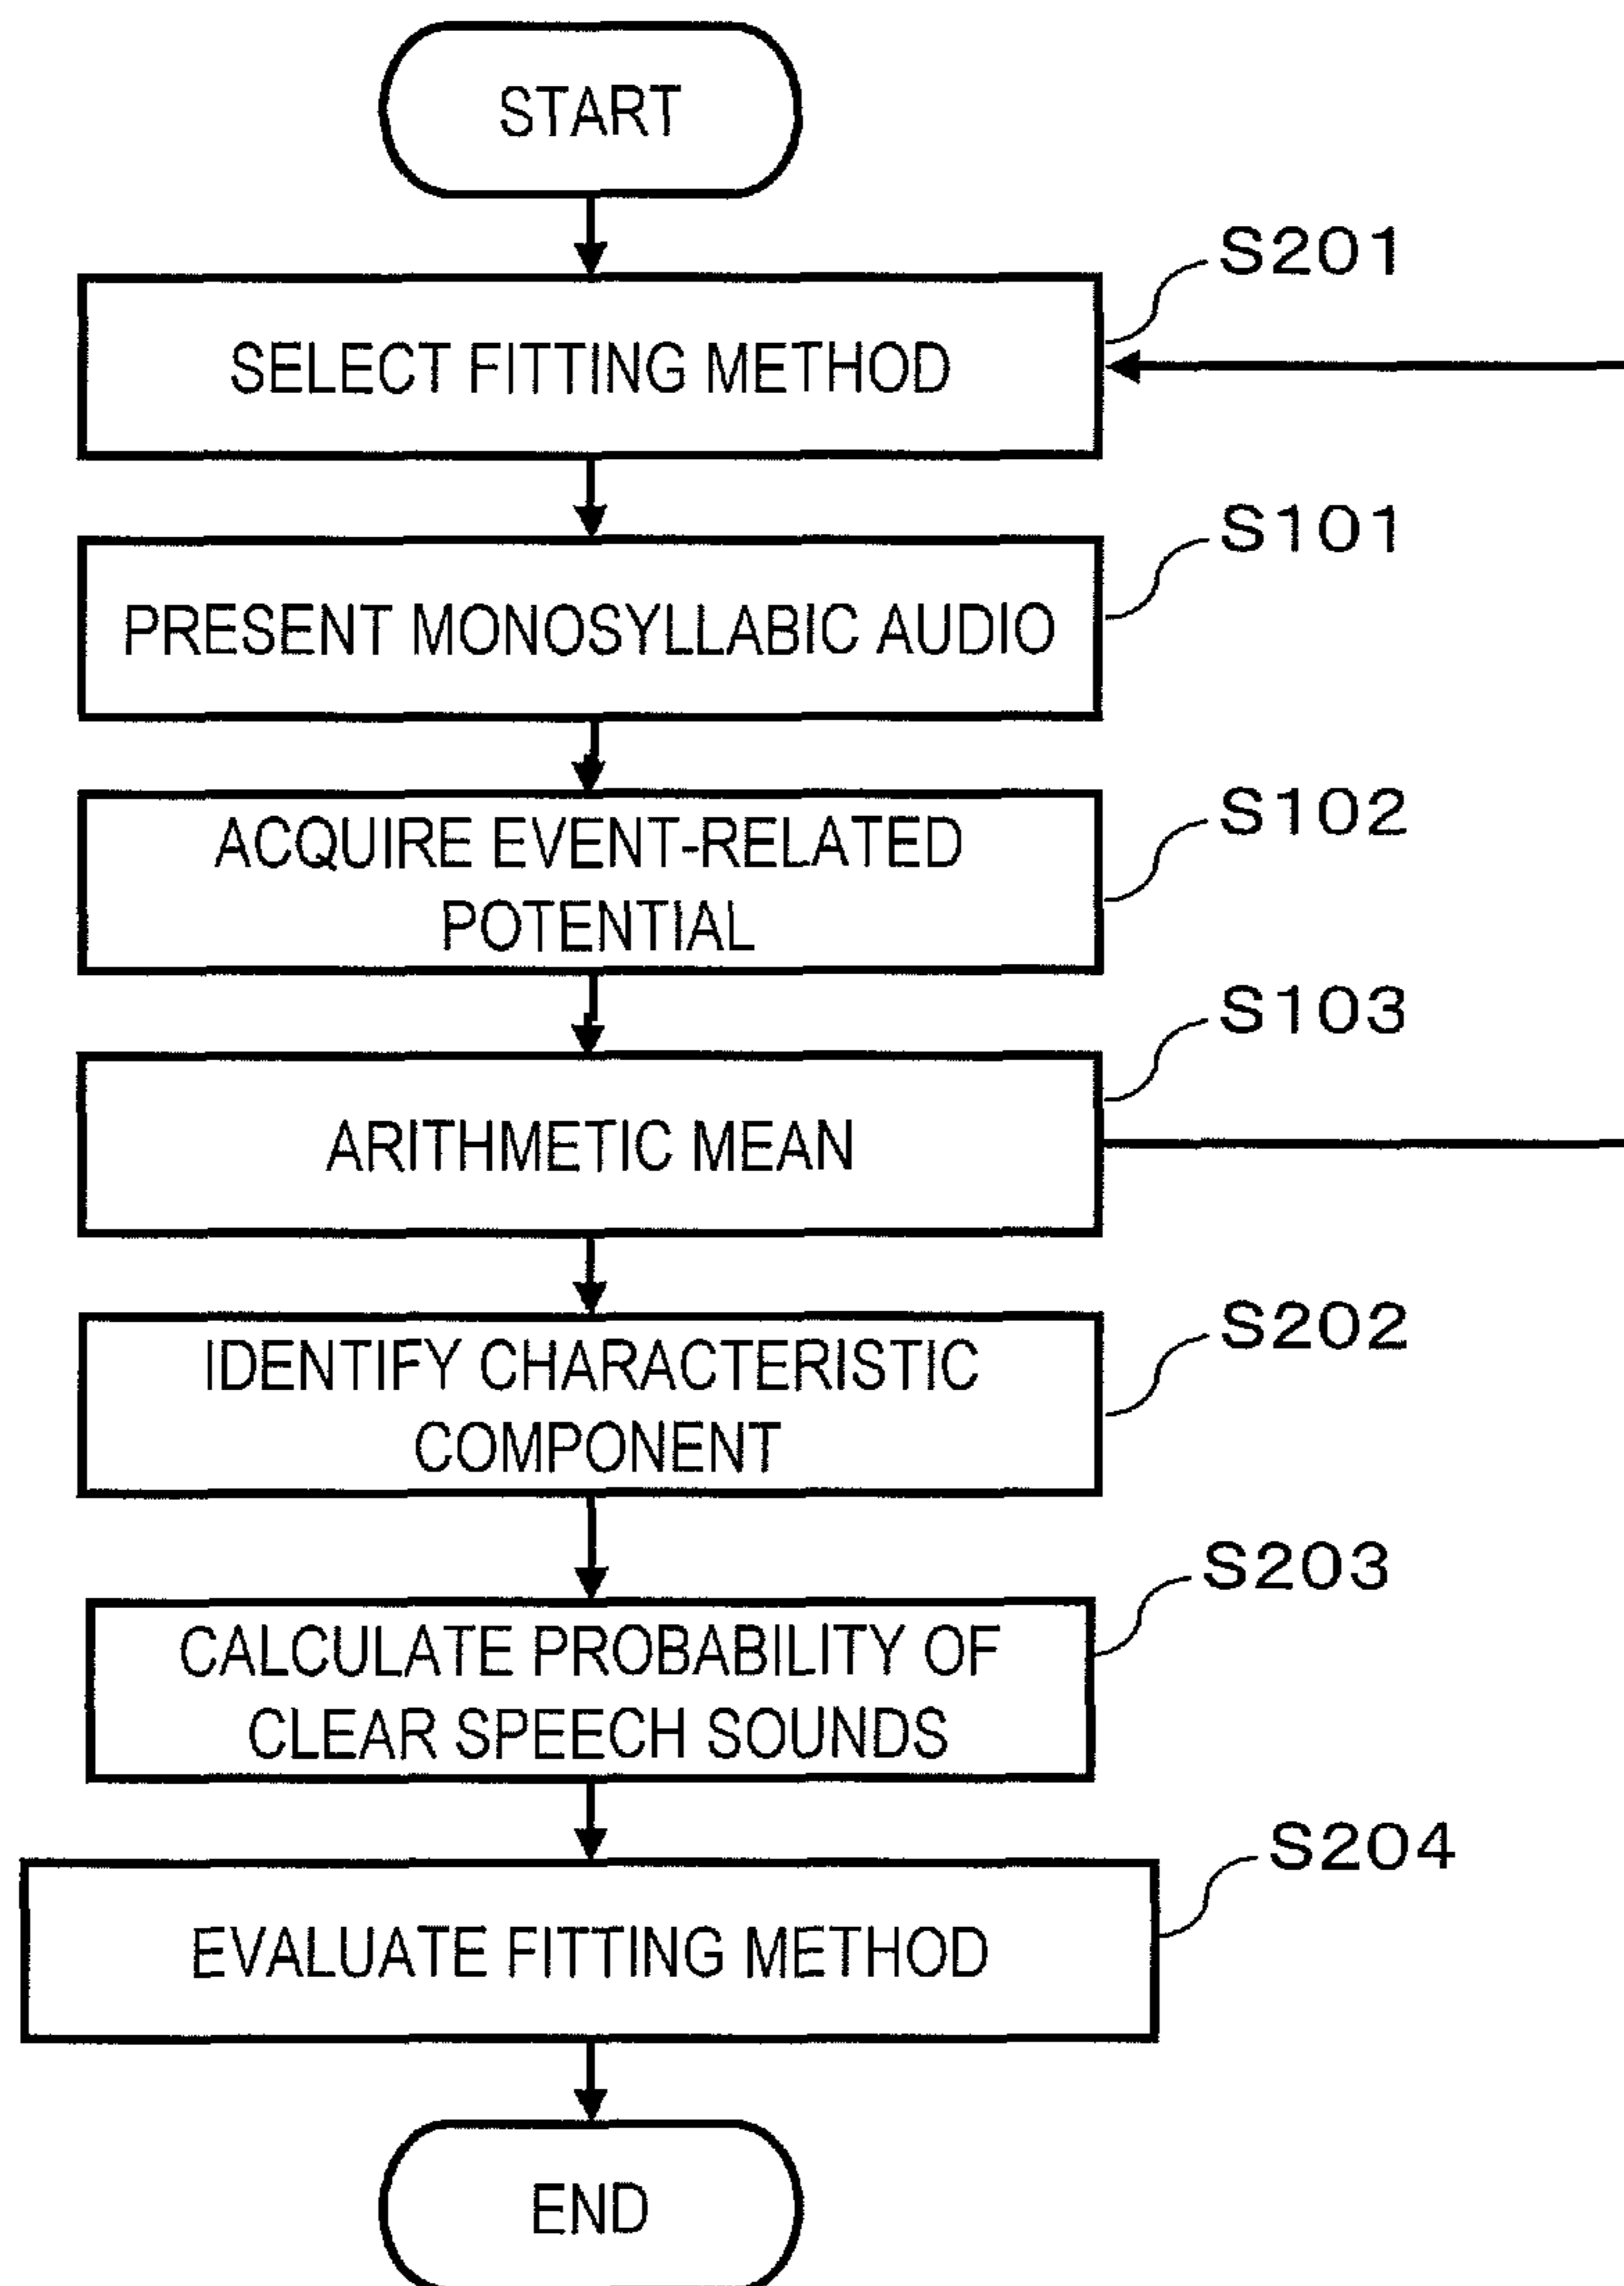 START
S201
SELECT FITTING METHOD
S101
PRESENT MONOSYLLABIC AUDIO
S102
ACQUIRE EVENT-RELATED
POTENTIAL
S103
ARITHMETIC MEAN
S202
IDENTIFY CHARACTERISTIC
COMPONENT
S203
CALCULATE PROBABILITY OF
CLEAR SPEECH SOUNDS
S204
EVALUATE FITTING METHOD
END